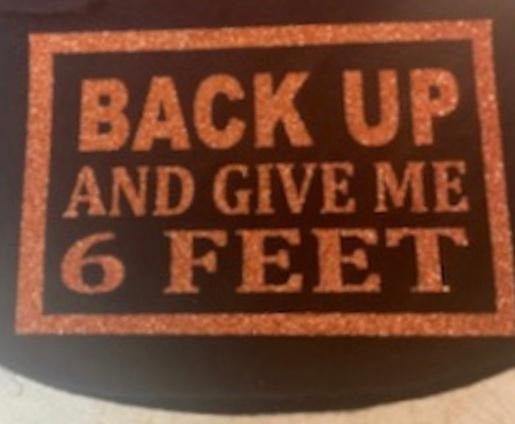 BACK UP
AND GIVE ME
6 FEET